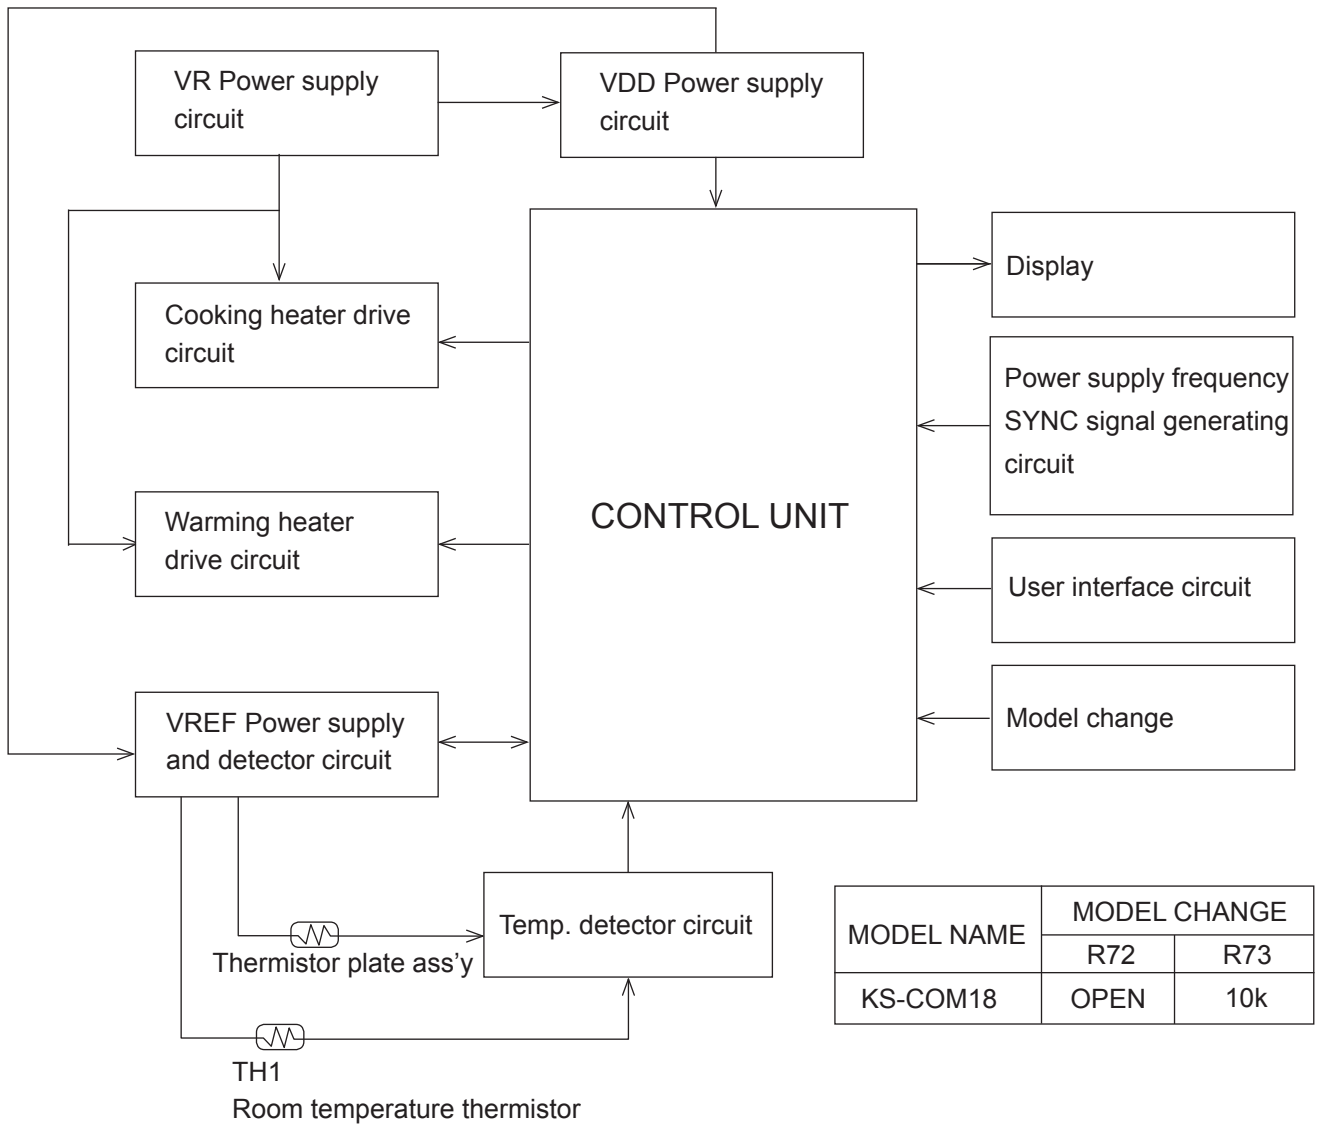 VR Power supply
circuit
VDD Power supply
circuit
Cooking heater drive
circuit
Warming heater
drive circuit
VREF Power supply
and detector circuit
CONTROL UNIT
Display
Power supply frequency
SYNC signal generating
circuit
User interface circuit
Model change
Temp. detector circuit
Thermistor plate ass'y
TH1
Room temperature thermistor
MODEL NAME
MODEL CHANGE
R72 R73
KS-COM18 OPEN 10k